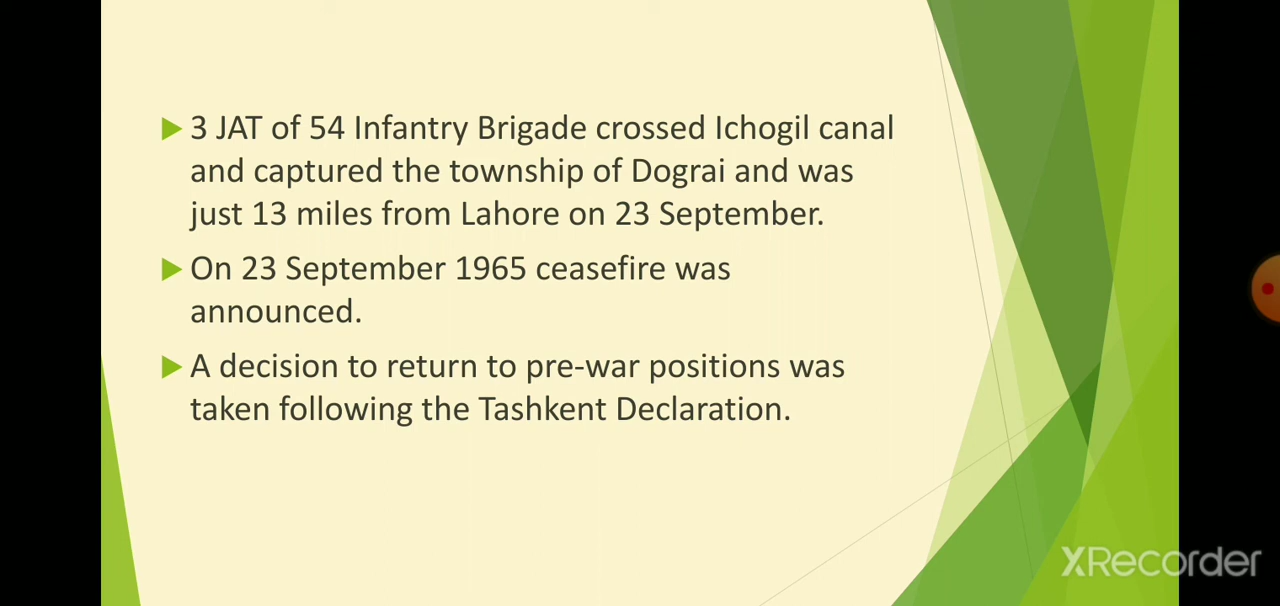 3 JAT of 54 Infantry Brigade crossed Ichogil canal
and captured the township of Dograi and was
just 13 miles from Lahore on 23 September.
On 23 September 1965 ceasefire was
announced.
A decision to return to pre-war positions was
taken following the Tashkent Declaration.
XRecorder